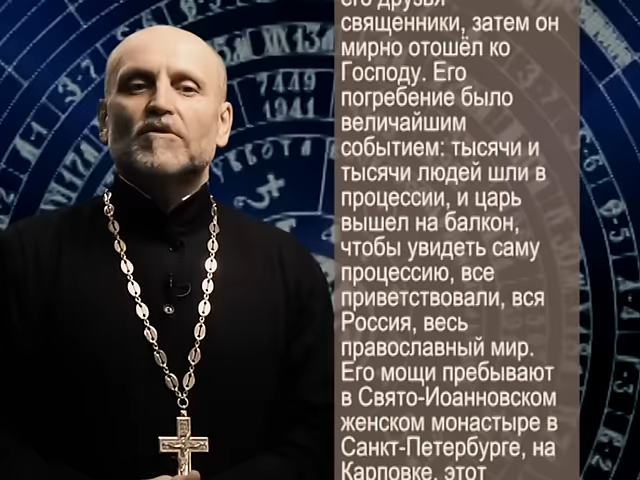 его друзья
священники, затем он
мирно отошёл ко
Господу. Его
погребение было
величайшим
событием: тысячи и
тысячи людей шли в
процессии, и царь
вышел на балкон,
чтобы увидеть саму
процессию, все
приветствовали, вся
Россия, весь
православный мир.
Его мощи пребывают
в Свято-Иоанновском
женском монастыре в
Санкт-Петербурге, на
Карповке, этот
7449
1941